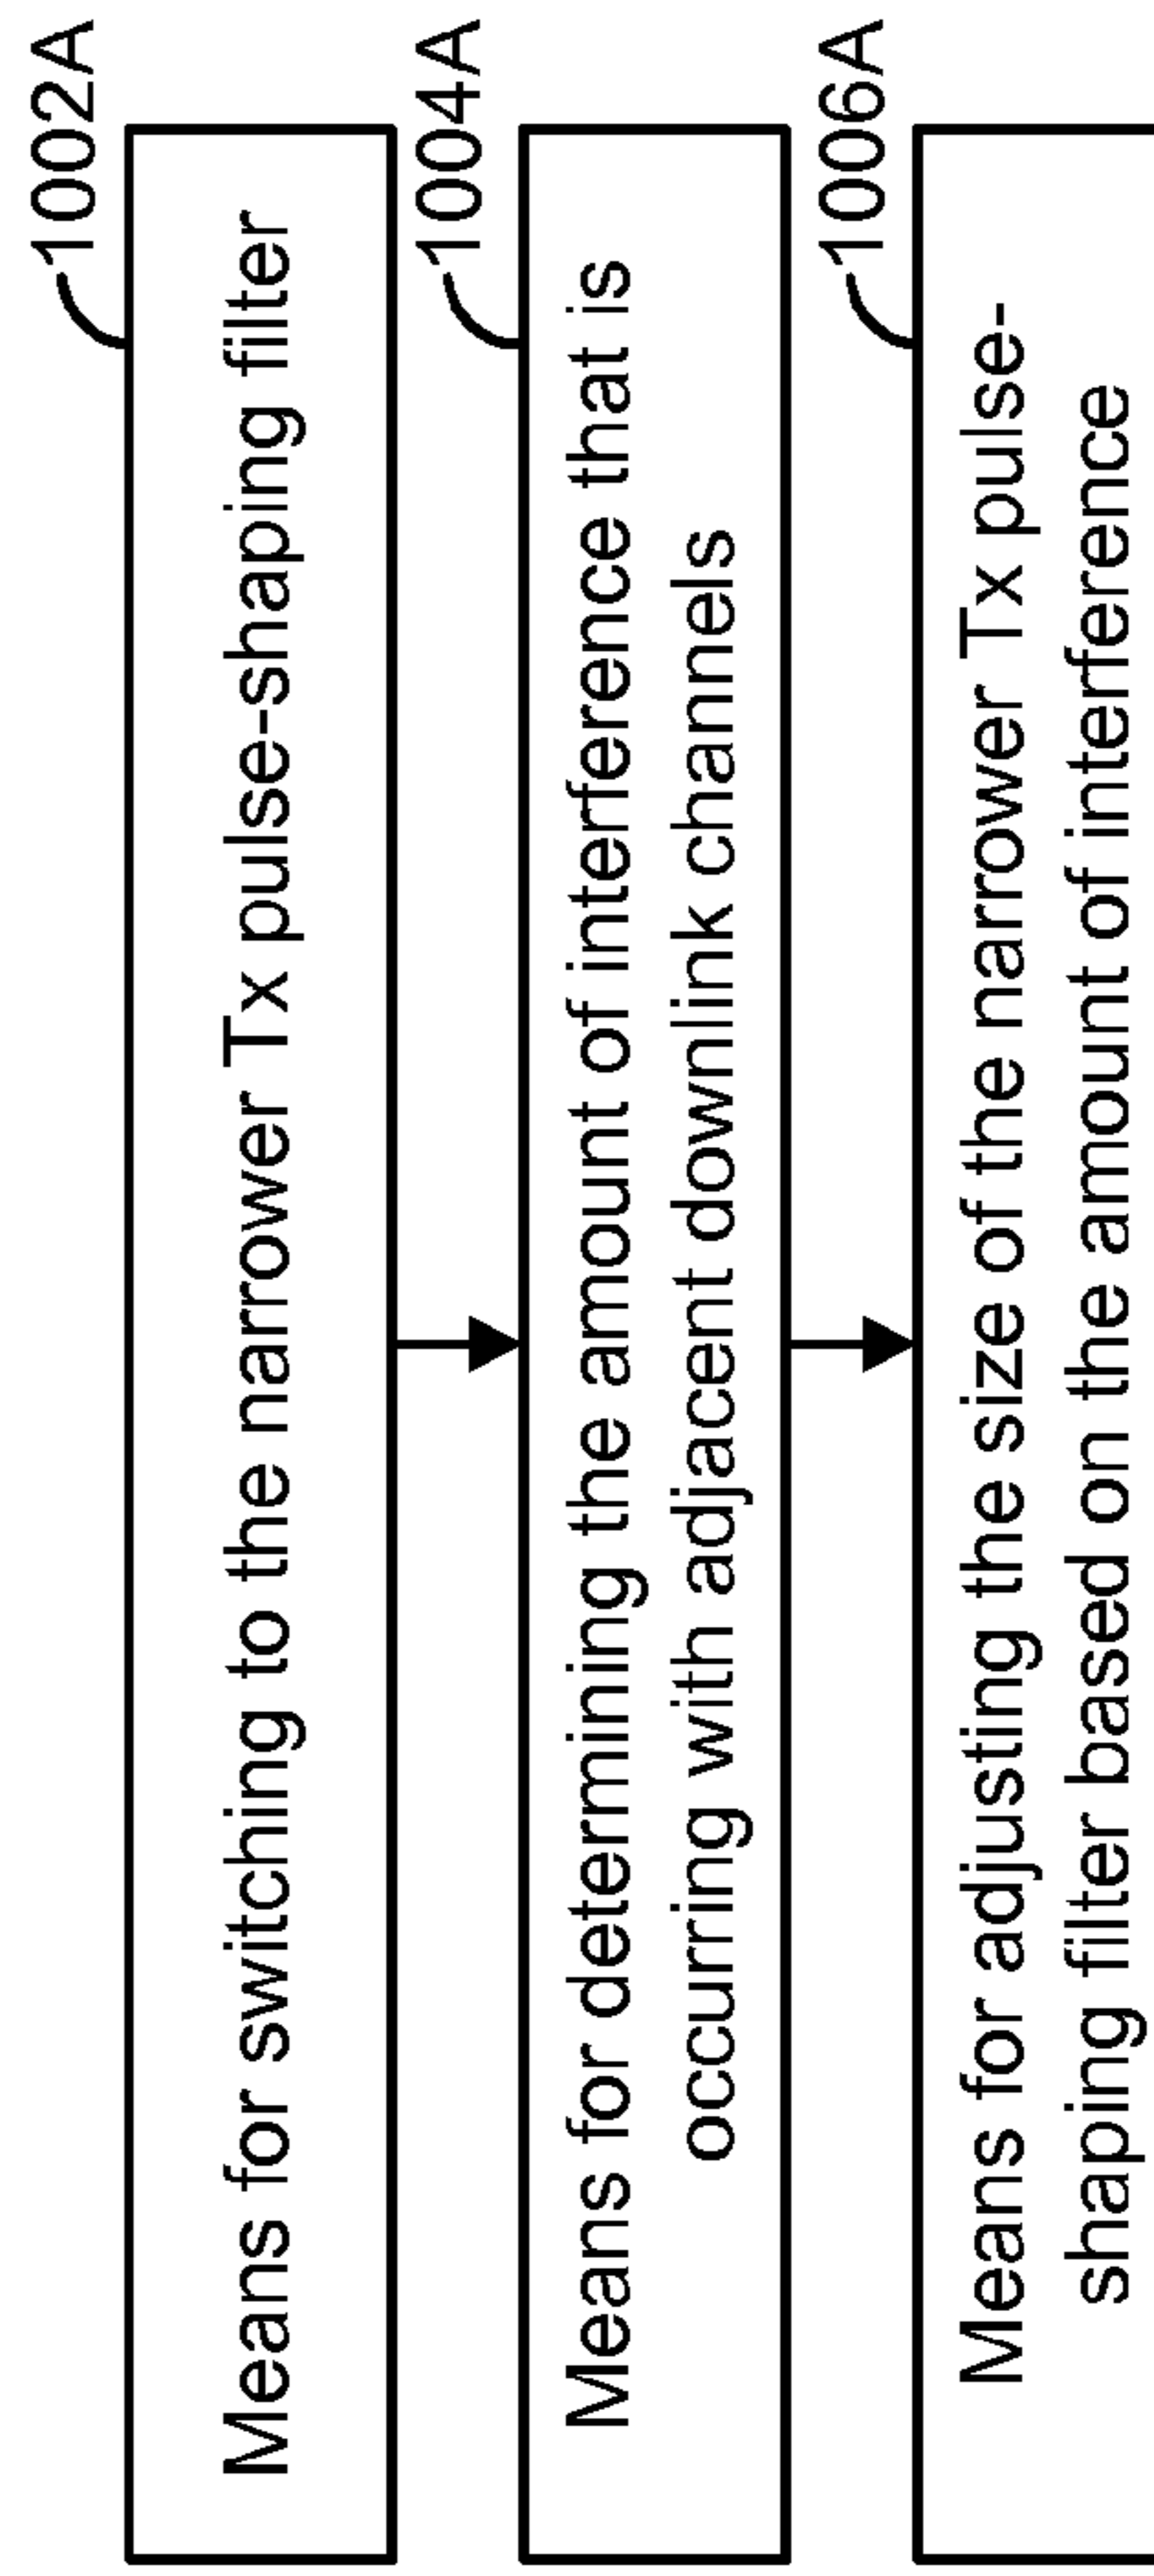 1002A
Means for switching to the narrower Tx pulse-shaping filter
1004A
Means for determining the amount of interference that is
occurring with adjacent downlink channels
1006A
Means for adjusting the size of the narrower Tx pulse-
shaping filter based on the amount of interference